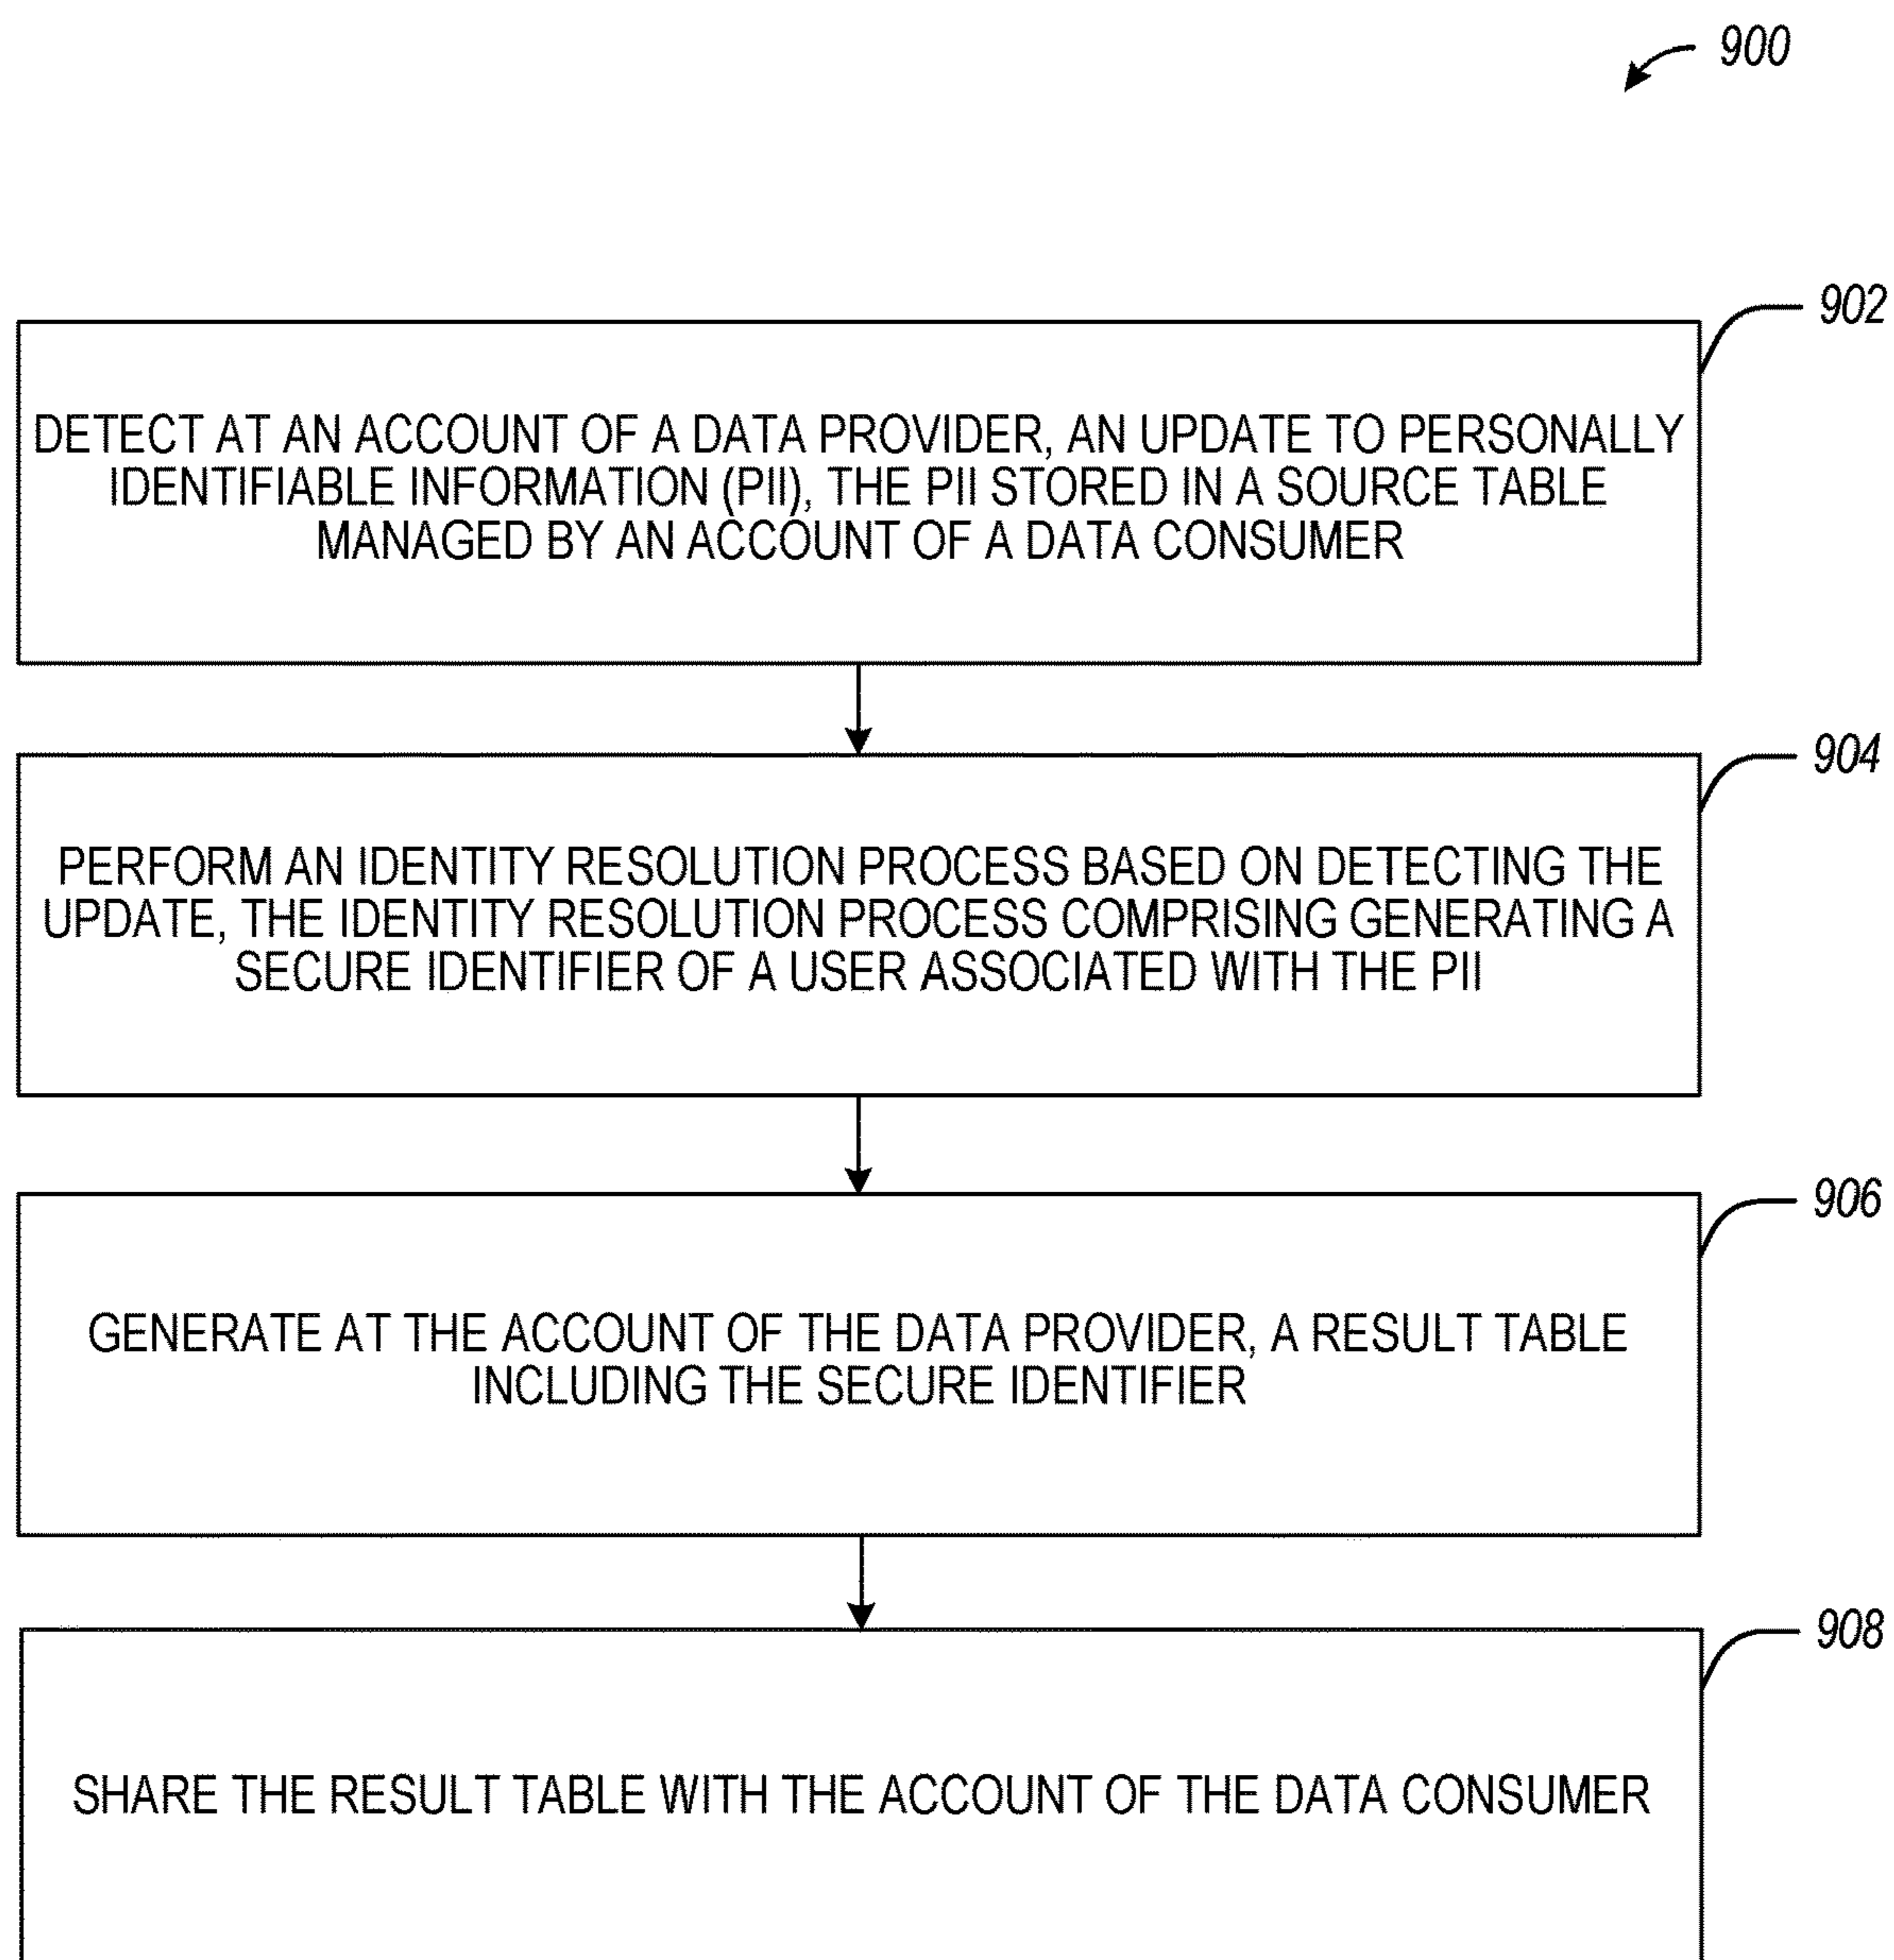 900
902
DETECT AT AN ACCOUNT OF A DATA PROVIDER, AN UPDATE TO PERSONALLY
IDENTIFIABLE INFORMATION (PII), THE PII STORED IN A SOURCE TABLE
MANAGED BY AN ACCOUNT OF A DATA CONSUMER
904
PERFORM AN IDENTITY RESOLUTION PROCESS BASED ON DETECTING THE
UPDATE, THE IDENTITY RESOLUTION PROCESS COMPRISING GENERATING A
SECURE IDENTIFIER OF A USER ASSOCIATED WITH THE PII
906
GENERATE AT THE ACCOUNT OF THE DATA PROVIDER, A RESULT TABLE
INCLUDING THE SECURE IDENTIFIER
908
SHARE THE RESULT TABLE WITH THE ACCOUNT OF THE DATA CONSUMER